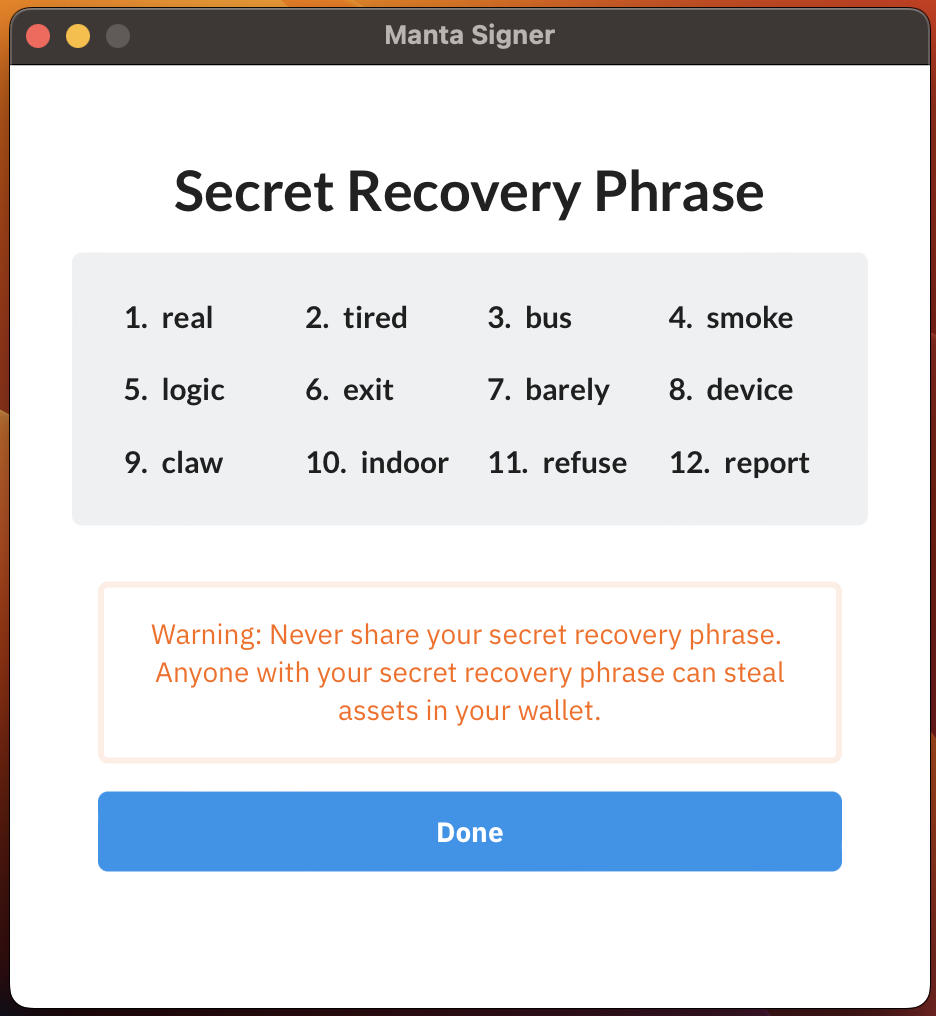 Manta Signer
Secret Recovery Phrase
1. real 2. tired 3. bus 4. smoke
5. logic 6. exit 7. barely 8. device
9. claw 10. indoor 11. refuse 12. report
Warning: Never share your secret recovery phrase.
Anyone with your secret recovery phrase can steal
assets in your wallet.
Done